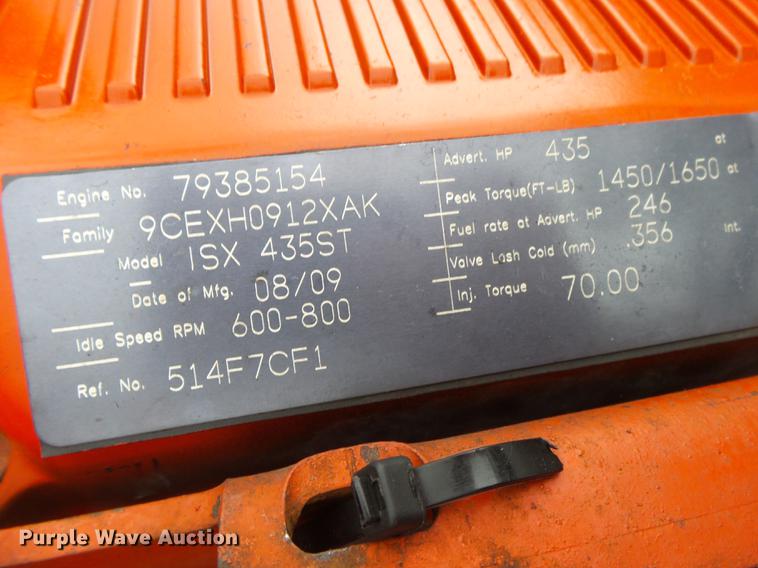 Engine No. 79385154
Family 9CEXH0912XAK
Model ISX 435ST
Date of Mfg. 08/09
Idle Speed RPM 600-800
Ref. No. 514F7CF1
Advert. HP 435 at
Peak Torque(FT-LB) 1450/1650 at
Fuel rate at Advert. HP 246
Valve Lash Cold (mm) .356 Int.
Inj. Torque 70.00
Purple Wave Auction